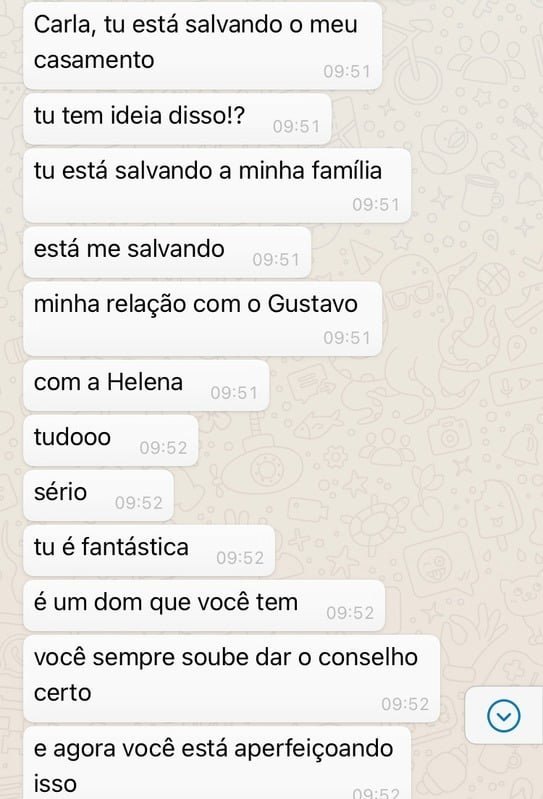 Carla, tu está salvando o meu
casamento
09:51
tu tem ideia disso!?
09:51
tu está salvando a minha família
09:51
está me salvando
09:51
minha relação com o Gustavo
09:51
com a Helena
09:51
tudooo
09:52
sério
09:52
tu é fantástica
09:52
é um dom que você tem
09:52
você sempre soube dar o conselho
certo
09:52
e agora você está aperfeiçoando
isso
09:52